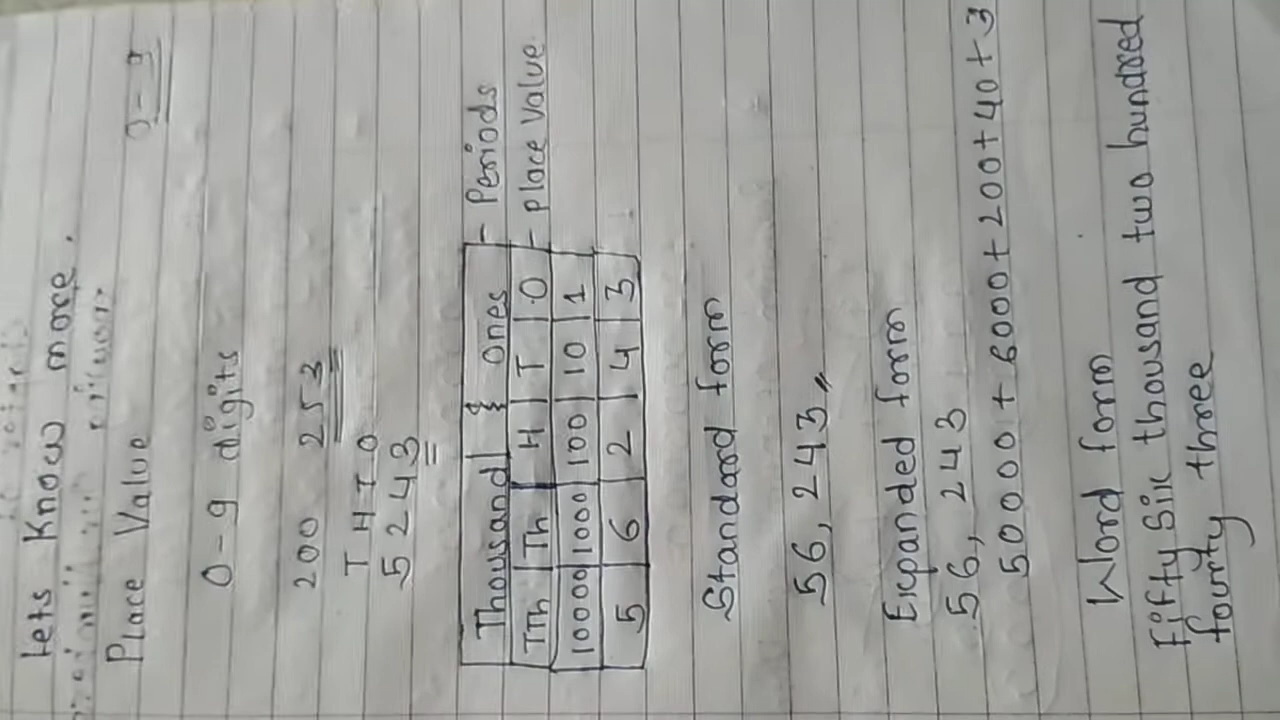 lets know more.
Place Value
0 - 9
0 - 9 digits
200 253
T H T O
5 2 4 3
Thousand Ones - Periods
TTh Th H T O - place value
10000 1000 100 10 1
5 6 2 4 3
Standard form
56, 243
Expanded form
56, 243
50000 + 6000 + 200 + 40 + 3
Word form
fifty six thousand two hundred
fourty three